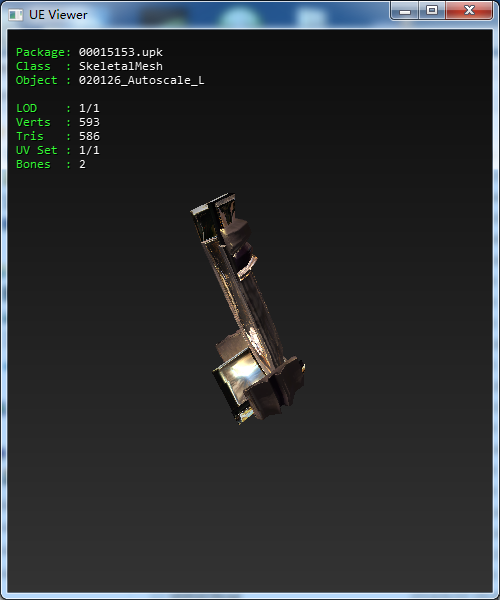 UE Viewer
Package: 00015153.upk
Class  : SkeletalMesh
Object : 020126_Autoscale_L
LOD    : 1/1
Verts  : 593
Tris   : 586
UV Set : 1/1
Bones  : 2